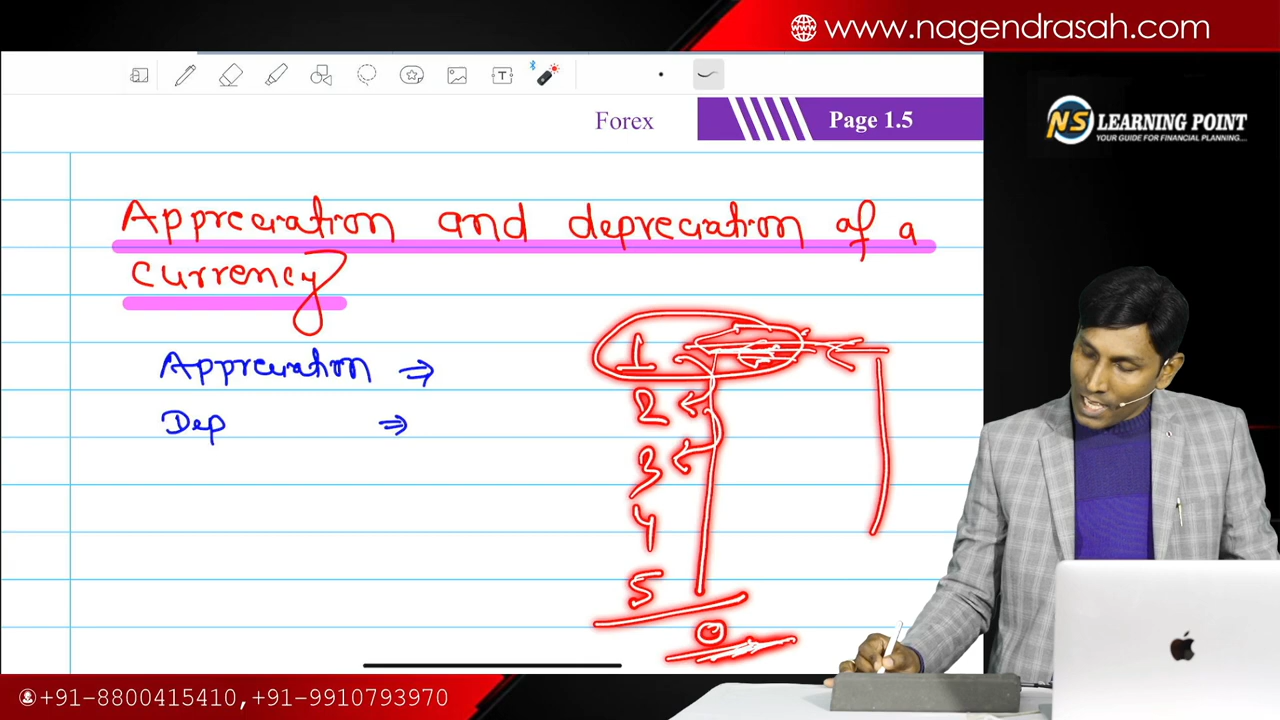 www.nagendrasah.com
Forex
Page 1.5
NS LEARNING POINT
YOUR GUIDE FOR FINANCIAL PLANNING....
Appreciation and depreciation of a
currency
Appreciation ⇒
Dep ⇒
1
2
3
4
5
0
+91-8800415410,+91-9910793970